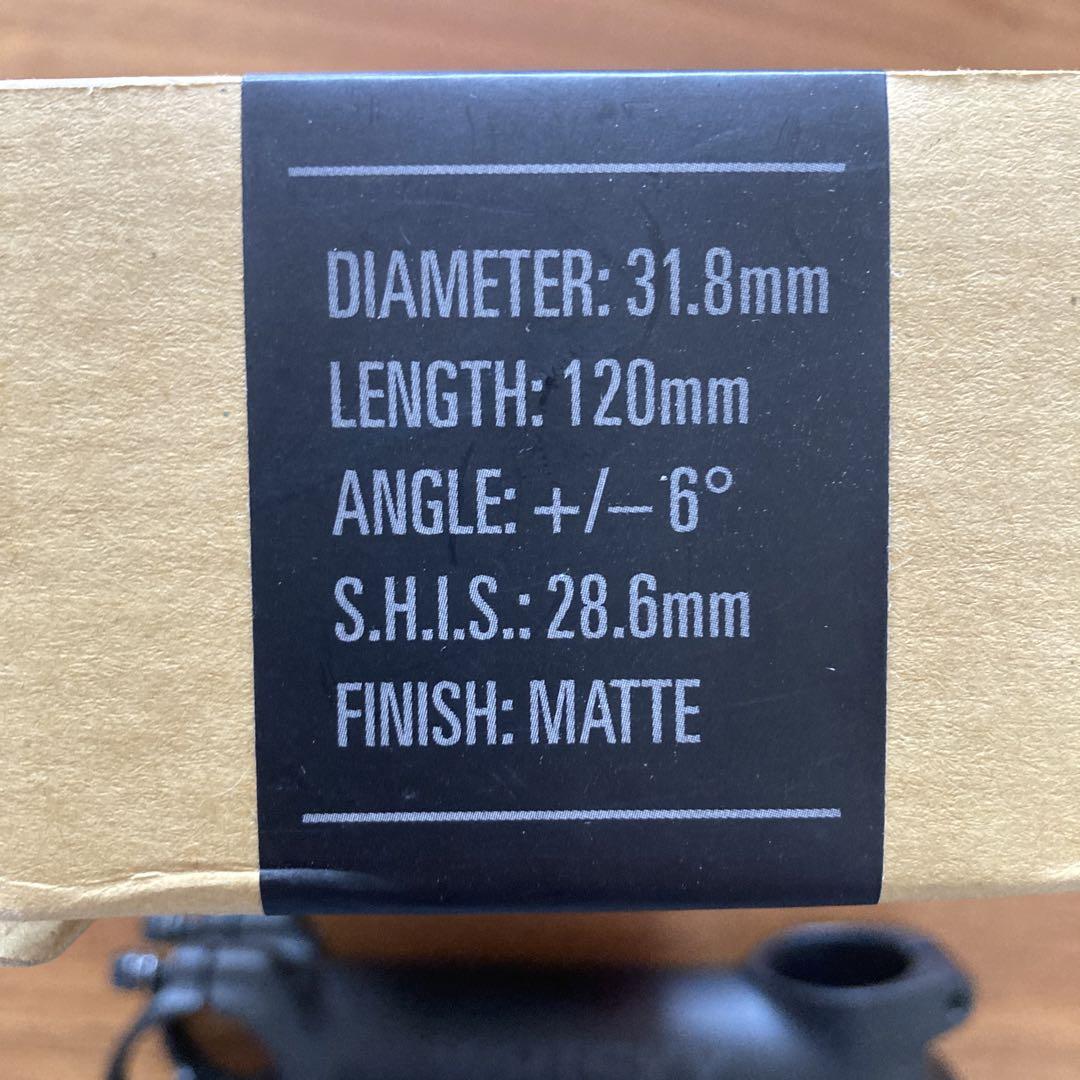 DIAMETER: 31.8mm
LENGTH: 120mm
ANGLE: +/– 6°
S.H.I.S.: 28.6mm
FINISH: MATTE